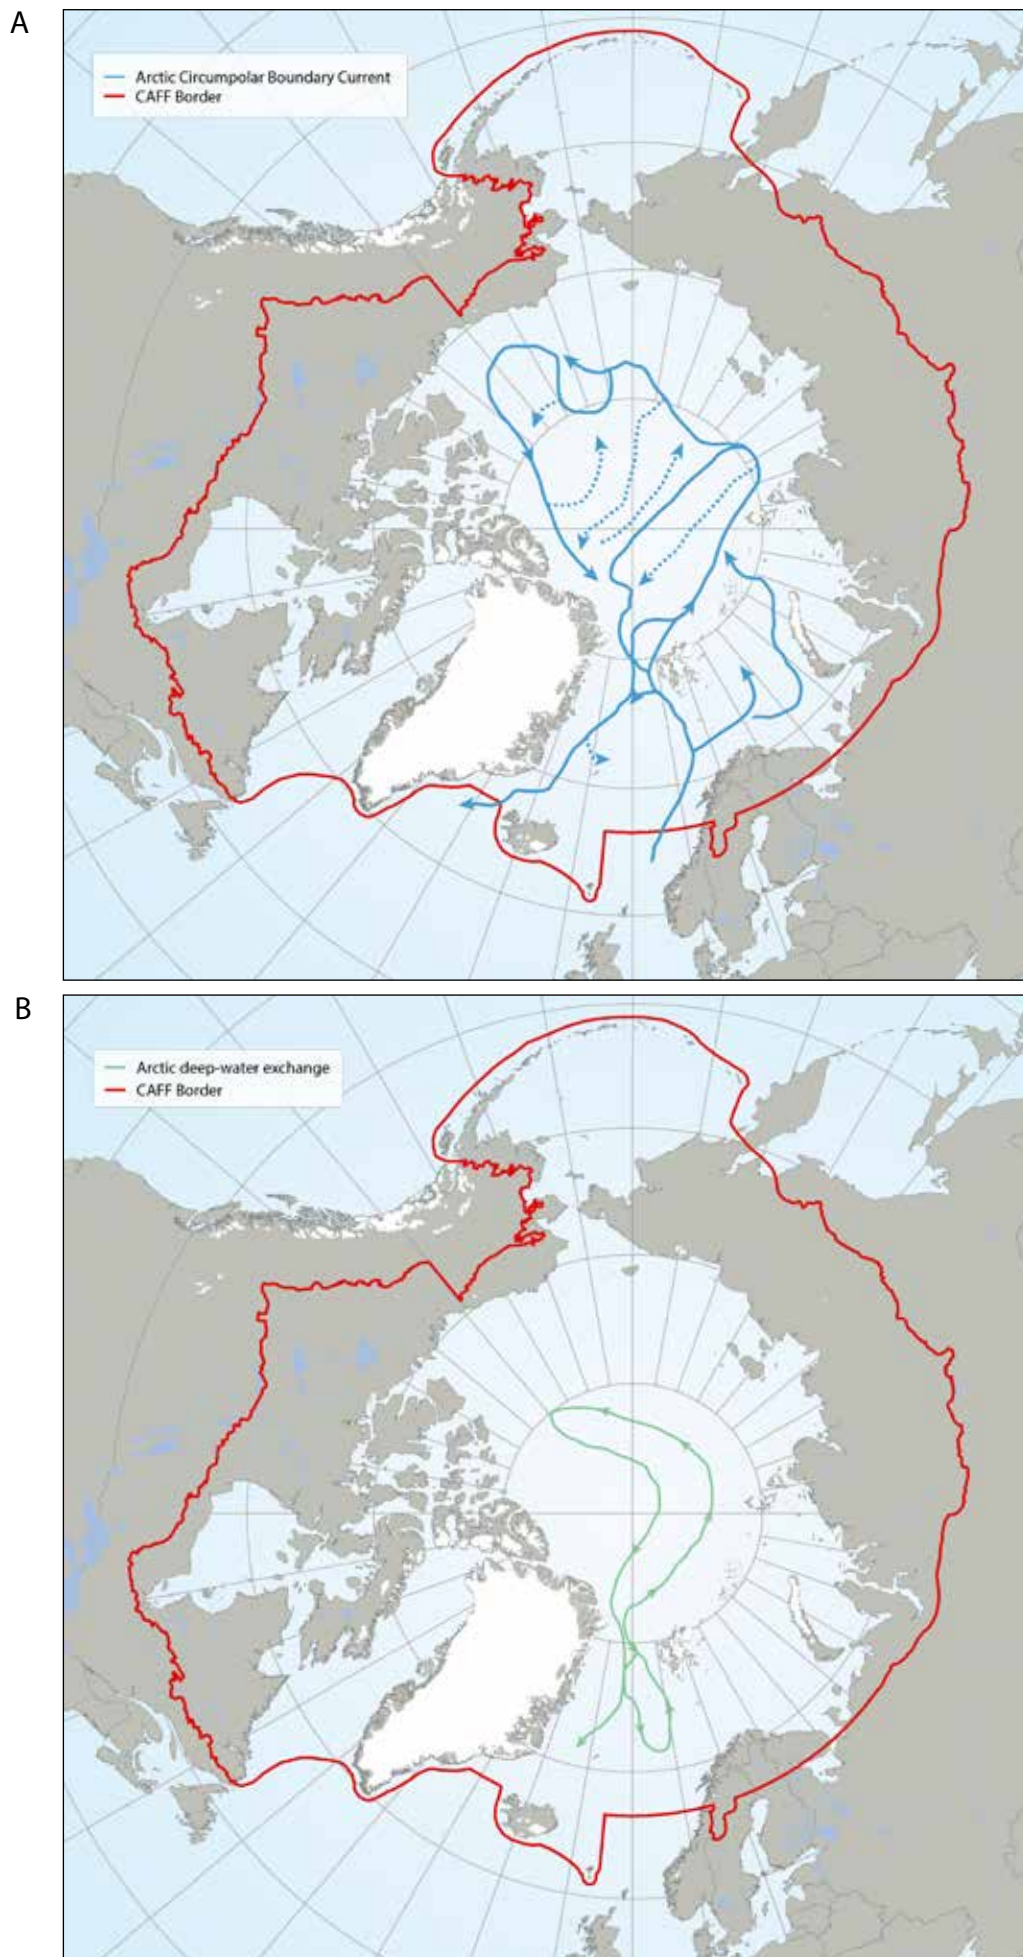 A
Arctic Circumpolar Boundary Current
CAFF Border
B
Arctic deep-water exchange
CAFF Border